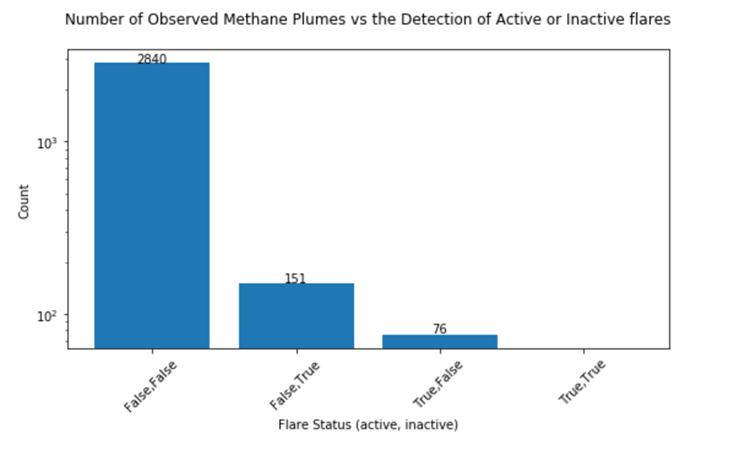 Number of Observed Methane Plumes vs the Detection of Active or Inactive flares
2840
10³
Count
151
10²
76
False,False
False,True
True,False
True,True
Flare Status (active, inactive)